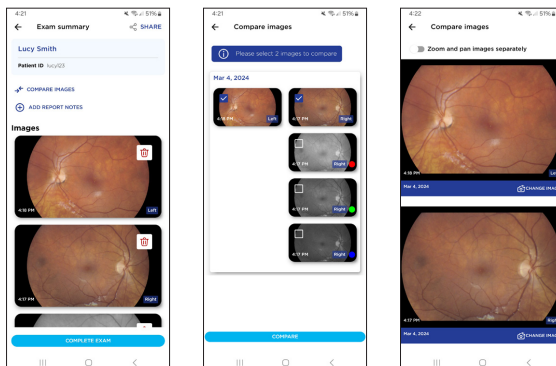 4:21
51%
Exam summary
SHARE
Lucy Smith
Patient ID lucy123
COMPARE IMAGES
ADD REPORT NOTES
Images
4:18 PM
Left
4:17 PM
Right
COMPLETE EXAM
4:21
51%
Compare images
Please select 2 images to compare
Mar 4, 2024
4:18 PM
Left
4:17 PM
Right
4:17 PM
Right
4:17 PM
Right
4:17 PM
Right
COMPARE
4:22
51%
Compare images
Zoom and pan images separately
4:18 PM
Mar 4, 2024
CHANGE IMAG
4:17 PM
Mar 4, 2024
CHANGE IMAG